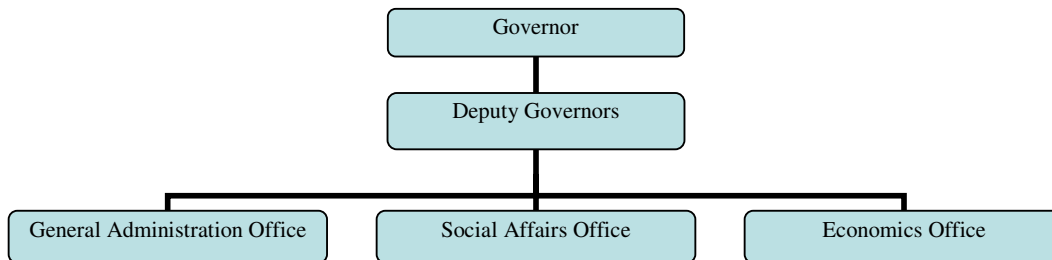 Governor
Deputy Governors
General Administration Office
Social Affairs Office
Economics Office